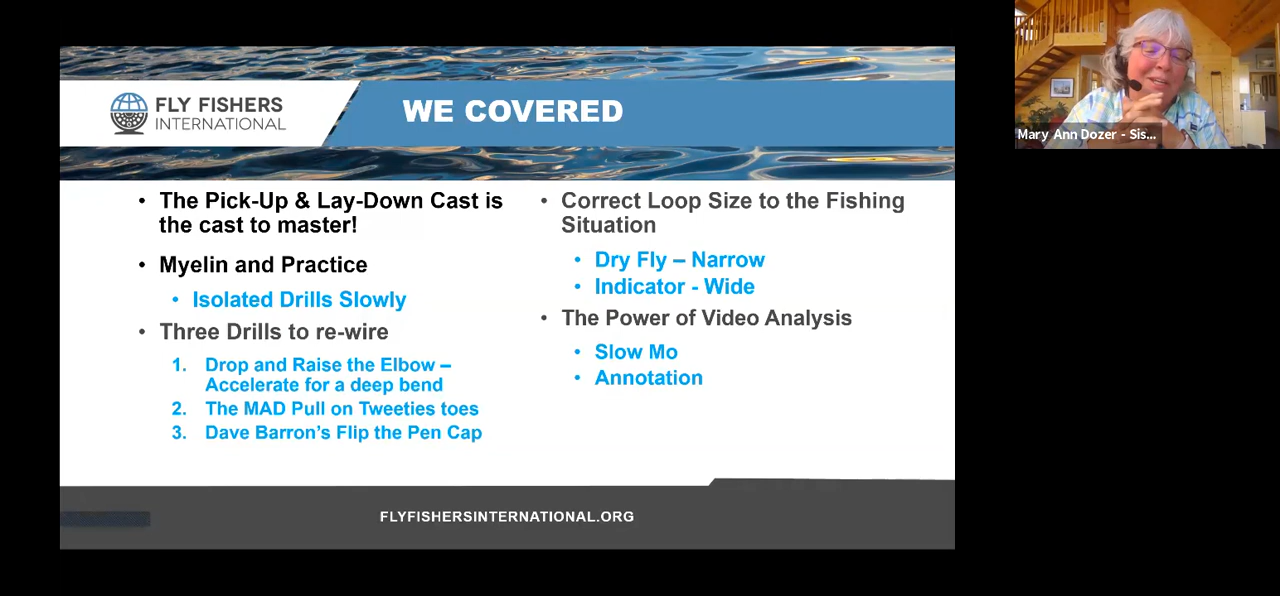 FLY FISHERS
INTERNATIONAL
WE COVERED
• The Pick-Up & Lay-Down Cast is
the cast to master!
• Myelin and Practice
• Isolated Drills Slowly
• Three Drills to re-wire
1. Drop and Raise the Elbow –
Accelerate for a deep bend
2. The MAD Pull on Tweeties toes
3. Dave Barron's Flip the Pen Cap
• Correct Loop Size to the Fishing
Situation
• Dry Fly – Narrow
• Indicator - Wide
• The Power of Video Analysis
• Slow Mo
• Annotation
FLYFISHERSINTERNATIONAL.ORG
Mary Ann Dozer - Sis...